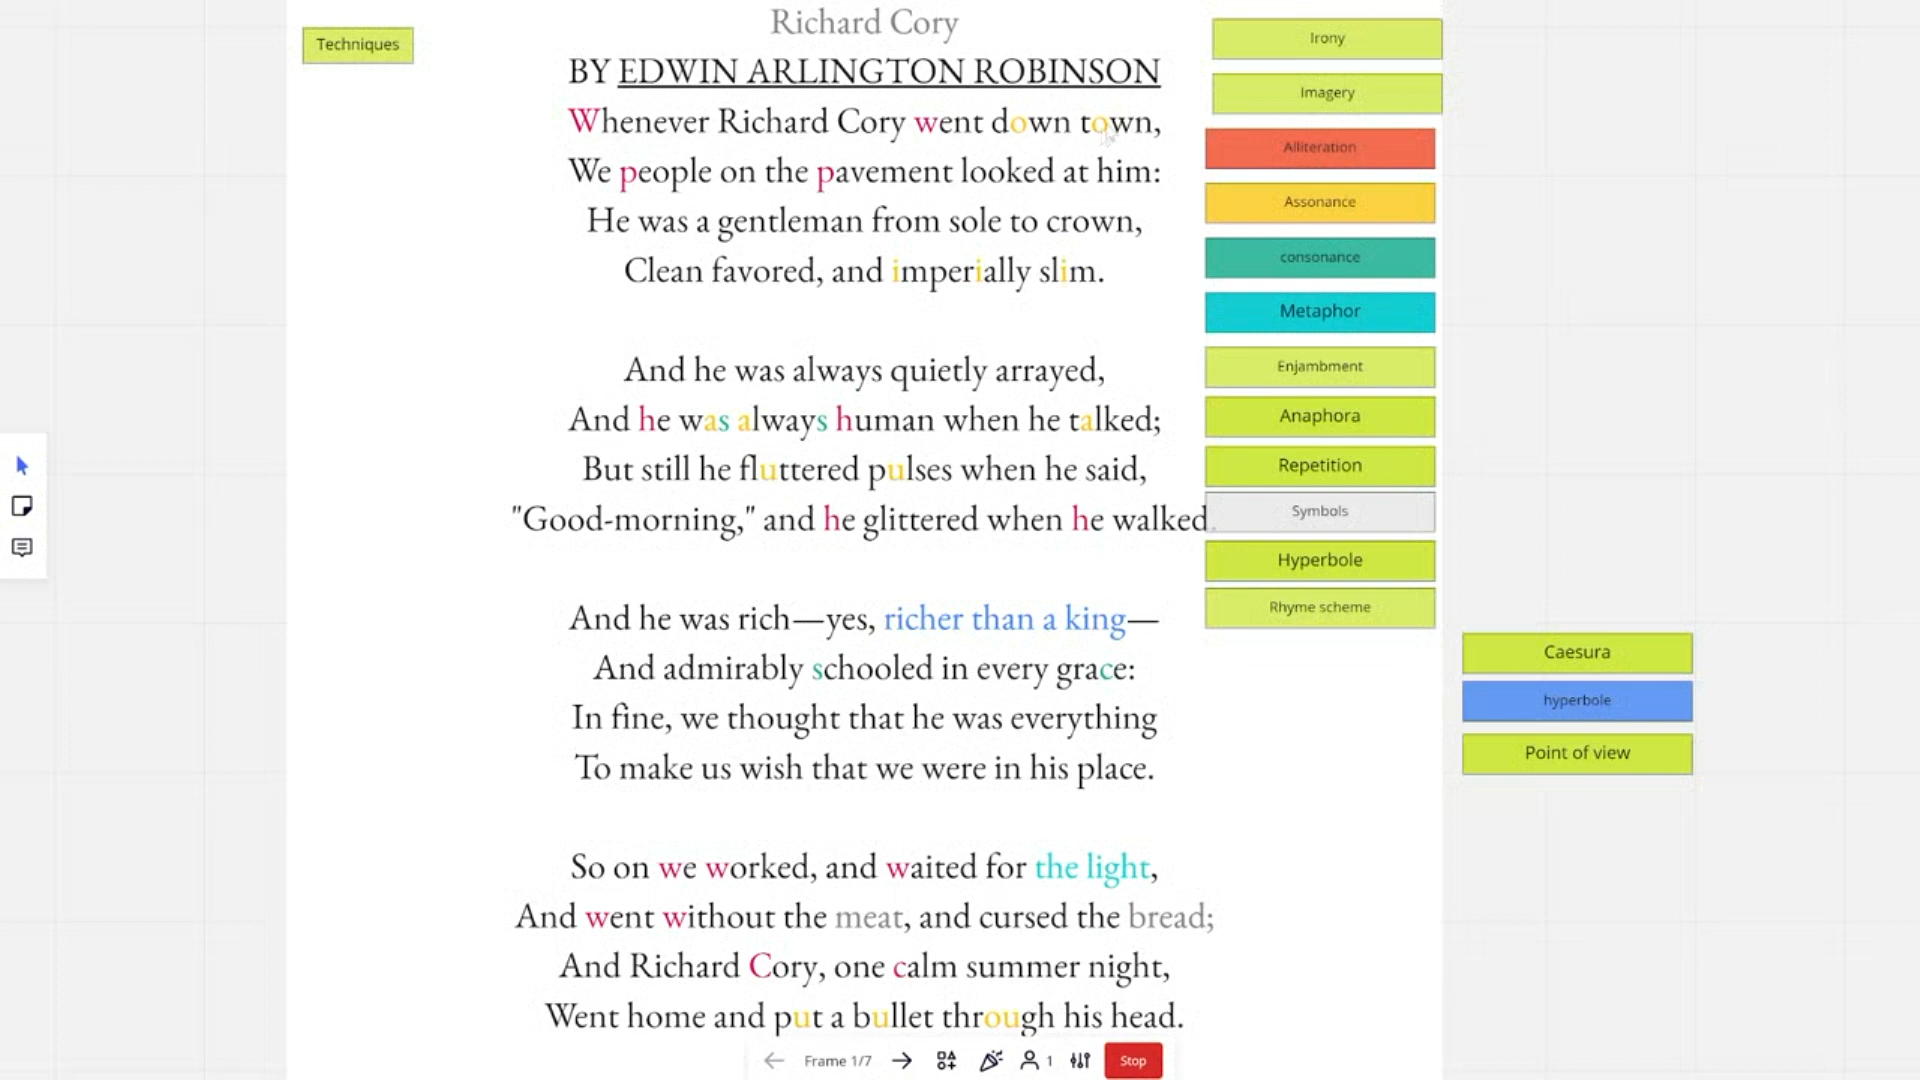 Techniques
Richard Cory
BY EDWIN ARLINGTON ROBINSON
Whenever Richard Cory went down town,
We people on the pavement looked at him:
He was a gentleman from sole to crown,
Clean favored, and imperially slim.
And he was always quietly arrayed,
And he was always human when he talked;
But still he fluttered pulses when he said,
"Good-morning," and he glittered when he walked.
And he was rich—yes, richer than a king—
And admirably schooled in every grace:
In fine, we thought that he was everything
To make us wish that we were in his place.
So on we worked, and waited for the light,
And went without the meat, and cursed the bread;
And Richard Cory, one calm summer night,
Went home and put a bullet through his head.
Irony
Imagery
Alliteration
Assonance
consonance
Metaphor
Enjambment
Anaphora
Repetition
Symbols
Hyperbole
Rhyme scheme
Caesura
hyperbole
Point of view
Frame 1/7
1
Stop